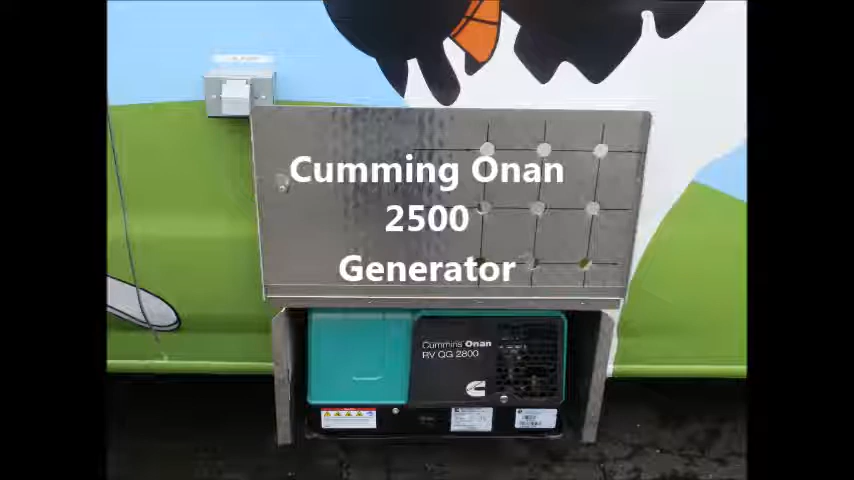 Cumming Onan
2500
Generator
Cummins Onan
RV QG 2800